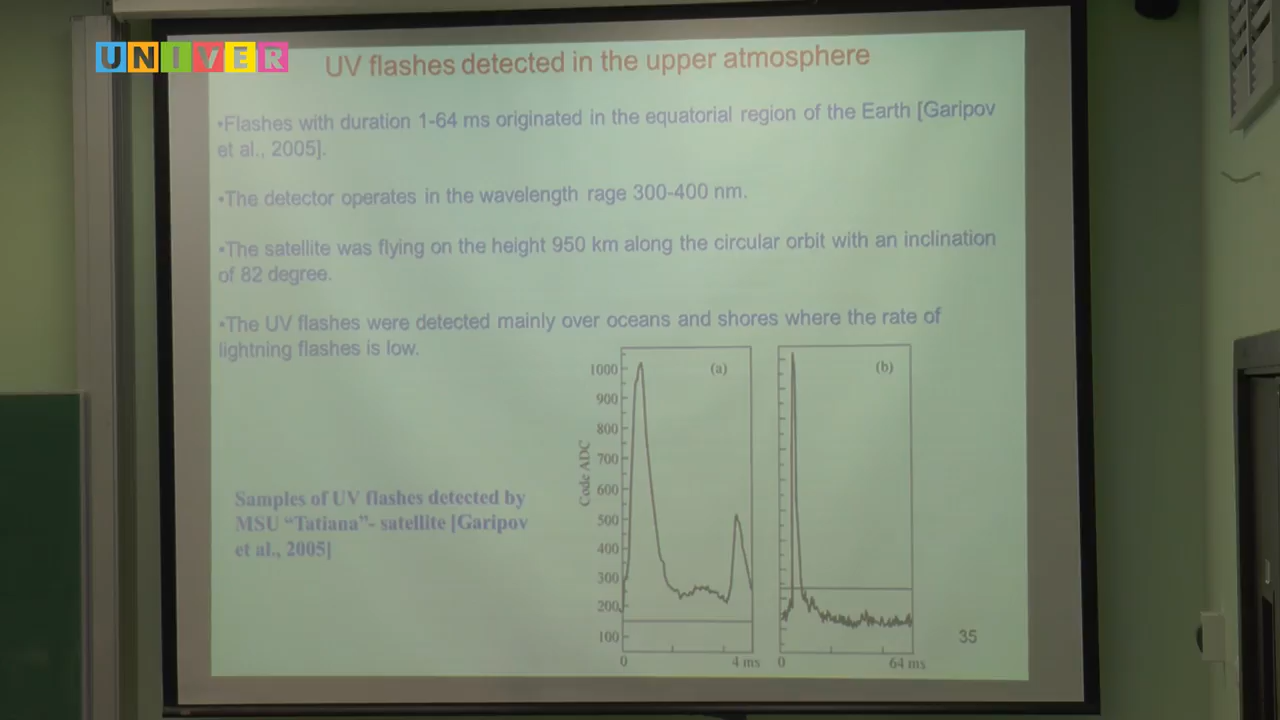 UNIVER
UV flashes detected in the upper atmosphere
•Flashes with duration 1-64 ms originated in the equatorial region of the Earth [Garipov
et al., 2005].
•The detector operates in the wavelength rage 300-400 nm.
•The satellite was flying on the height 950 km along the circular orbit with an inclination
of 82 degree.
•The UV flashes were detected mainly over oceans and shores where the rate of
lightning flashes is low.
Samples of UV flashes detected by
MSU “Tatiana”- satellite [Garipov
et al., 2005]
Code ADC
1000
900
800
700
600
500
400
300
200
100
(a)
0
4 ms
(b)
0
64 ms
35